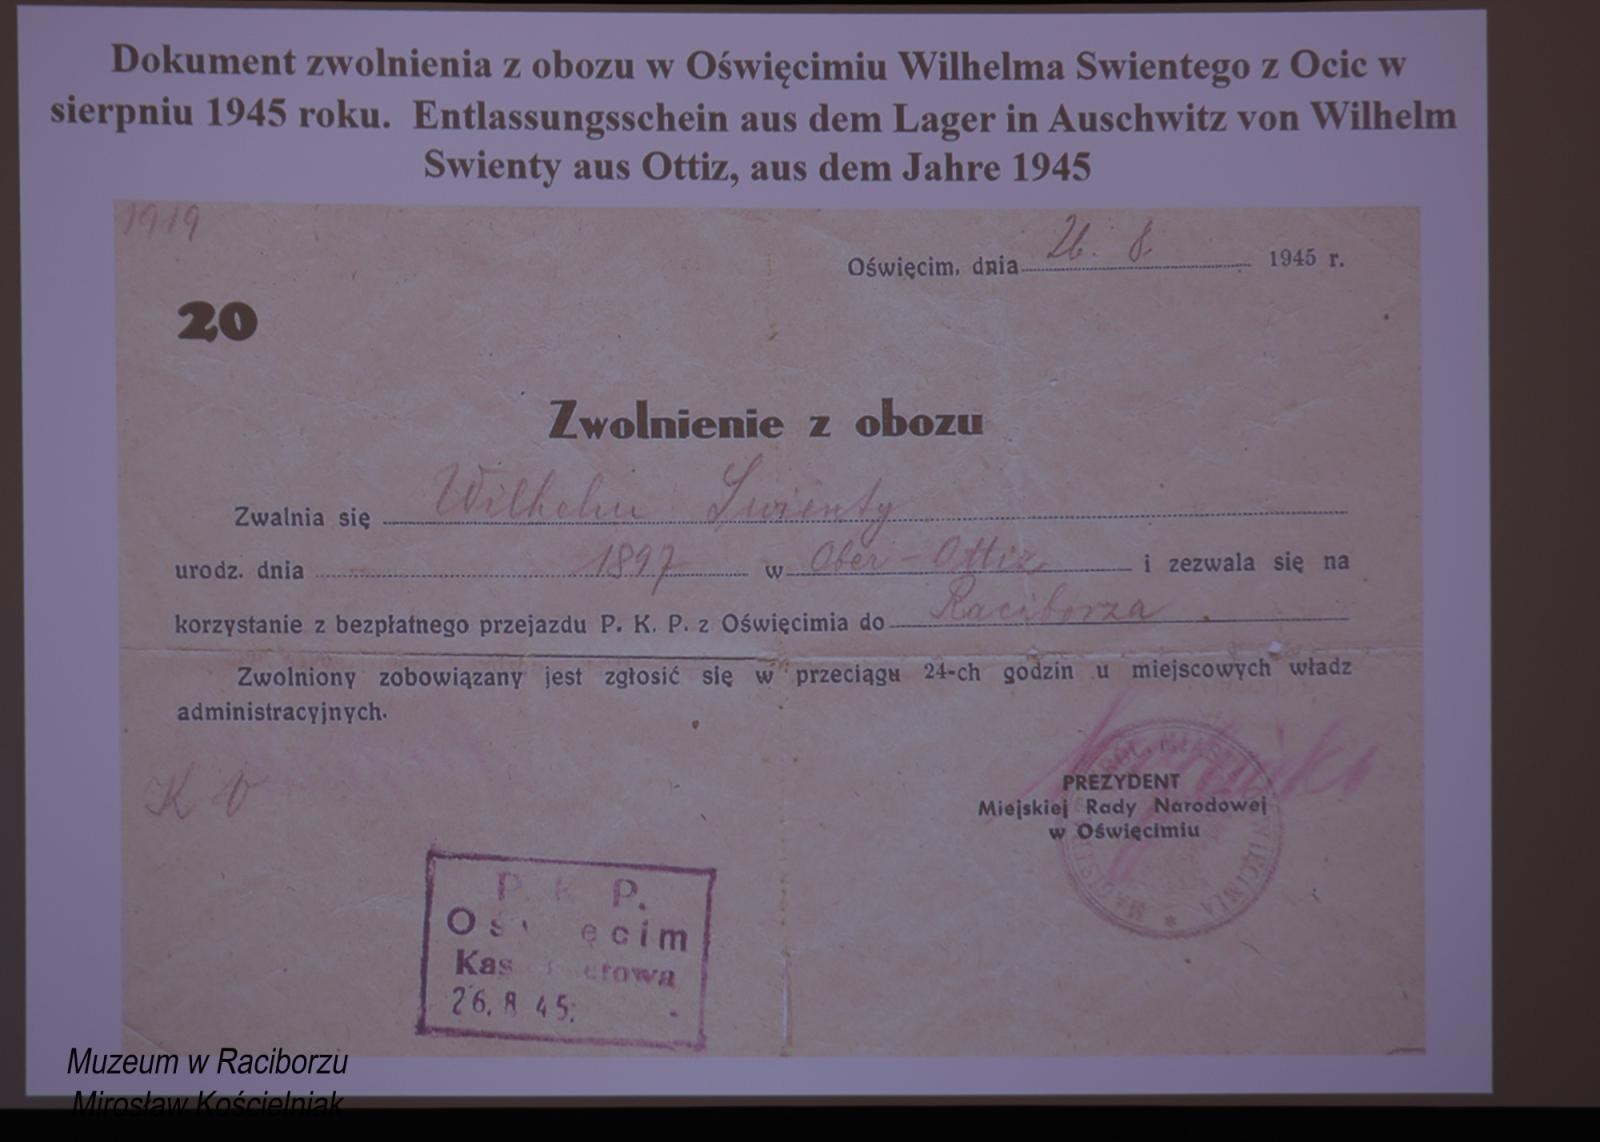 Dokument zwolnienia z obozu w Oświęcimiu Wilhelma Swientego z Ocic w
sierpniu 1945 roku. Entlassungsschein aus dem Lager in Auschwitz von Wilhelm
Swienty aus Ottiz, aus dem Jahre 1945
1919
Oświęcim, dnia 26. 8 1945 r.
20
Zwolnienie z obozu
Zwalnia się Wilhelm Swienty
urodz. dnia 1897 w Ober-Ottiz i zezwala się na
korzystanie z bezpłatnego przejazdu P. K. P. z Oświęcimia do Raciborza
Zwolniony zobowiązany jest zgłosić się w przeciągu 24-ch godzin u miejscowych władz
administracyjnych.
PREZYDENT
Miejskiej Rady Narodowej
w Oświęcimiu
P. K P.
26. 8 45.
Muzeum w Raciborzu
Mirosław Kościelniak